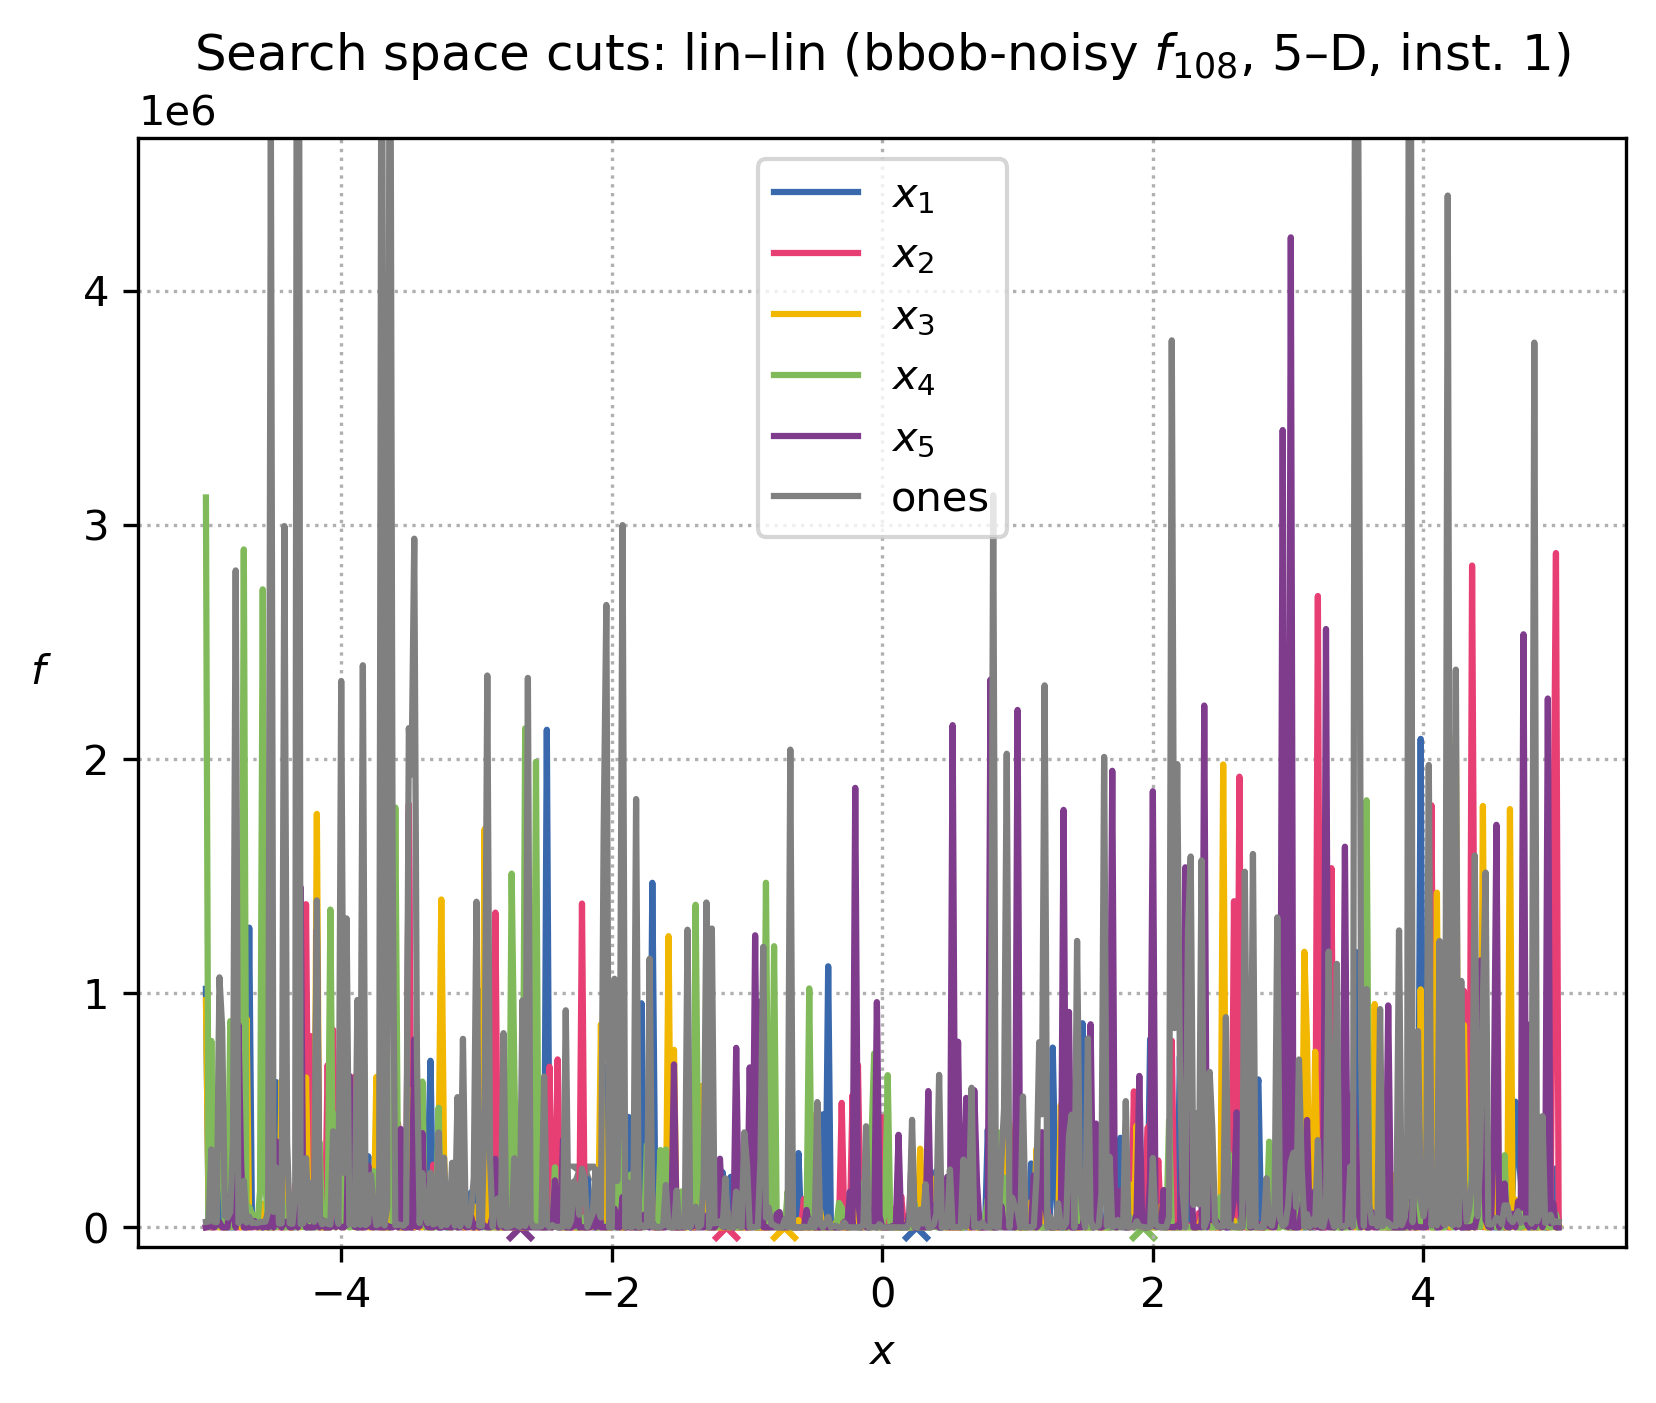 Search space cuts: lin–lin (bbob-noisy f₁₀₈, 5–D, inst. 1)
1e6
x₁
x₂
x₃
x₄
x₅
ones
4
3
2
1
0
f
−4
−2
0
2
4
x